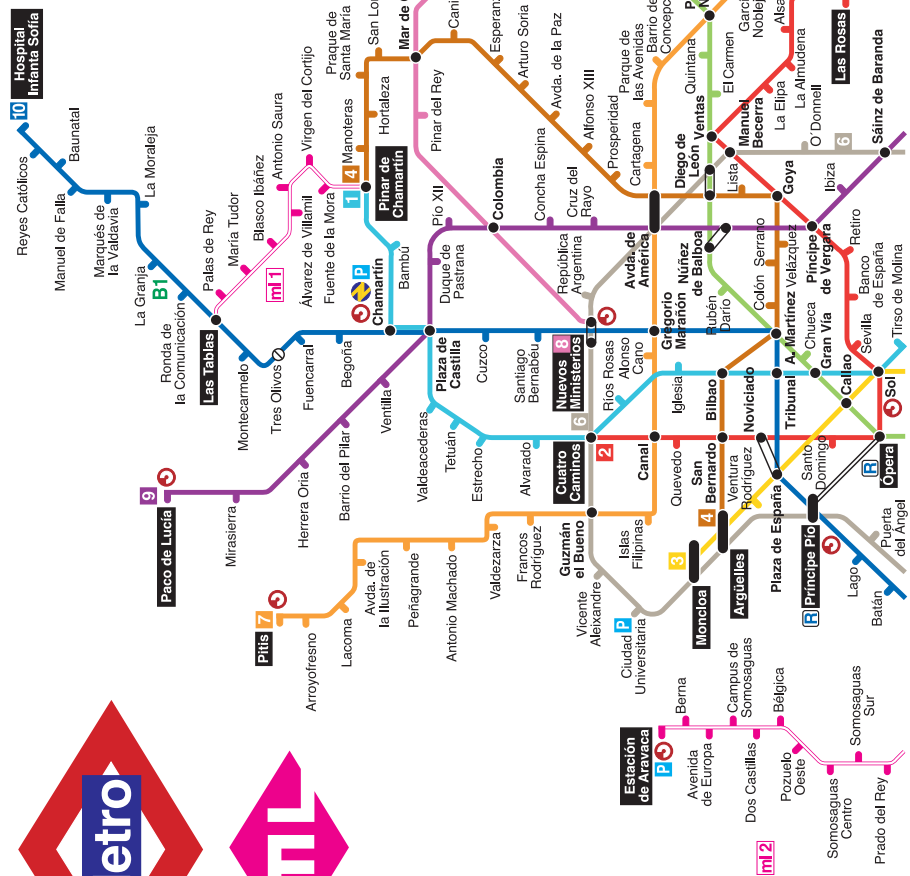 10
Hospital
Infanta Sofía
Reyes Católicos
Baunatal
Manuel de Falla
Marqués de
la Valdavia
La Moraleja
La Granja
B1
Ronda de
la Comunicación
Las Tablas
Palas de Rey
María Tudor
Blasco Ibáñez
Antonio Saura
Virgen del Cortijo
Alvarez de Villamil
Fuente de la Mora
ml 1
Montecarmelo
Tres Olivos
Fuencarral
Begoña
Chamartín
P
Bambú
1
4
Pinar de
Chamartín
Manoteras
Hortaleza
Praque de
Santa María
San Lor
Mar de
Cani
Esperan
Arturo Soria
Avda. de la Paz
Alfonso XIII
Prosperidad
Pinar del Rey
Colombia
Pío XII
Duque de
Pastrana
Concha Espina
Cruz del
Rayo
República
Argentina
Avda. de
América
Cartagena
Parque de
las Avenidas
Barrio de
Concepc
Plaza de
Castilla
Cuzco
Santiago
Bernabéu
Nuevos
Ministerios
8
6
9
Paco de Lucía
Mirasierra
Herrera Oria
Barrio del Pilar
Ventilla
Valdeacederas
Tetuán
Estrecho
Alvarado
Cuatro
Caminos
2
Ríos Rosas
Alonso
Cano
Gregorio
Marañón
Iglesia
Bilbao
Tribunal
Gran Vía
Sol
Tirso de Molina
Pitis
7
Arroyofresno
Lacoma
Avda. de
la Ilustración
Peñagrande
Antonio Machado
Valdezarza
Francos
Rodríguez
Guzmán
el Bueno
Islas
Filipinas
Canal
Quevedo
San
Bernardo
Noviciado
Santo
Domingo
Opera
R
Vicente
Aleixandre
Ciudad
Universitaria
P
3
Moncloa
4
Argüelles
Ventura
Rodríguez
Plaza de España
Callao
R
Príncipe Pío
Lago
Batán
Puerta
del Ángel
Diego de
León
Núñez
de Balboa
Rubén
Darío
A. Martínez
Chueca
Colón
Serrano
Velázquez
Goya
Lista
Píncipe
de Vergara
Retiro
Banco
de España
Sevilla
Ibiza
Sáinz de Baranda
6
O´Donnell
Manuel
Becerra
Ventas
El Carmen
Quintana
La Elipa
La Almudena
Alsa
Garcí
Noblej
Las Rosas
Estación
de Aravaca
P
Berna
Avenida
de Europa
Campus de
Somosaguas
Dos Castillas
Bélgica
Pozuelo
Oeste
Somosaguas
Centro
Somosaguas
Sur
Prado del Rey
ml 2
etro
mL